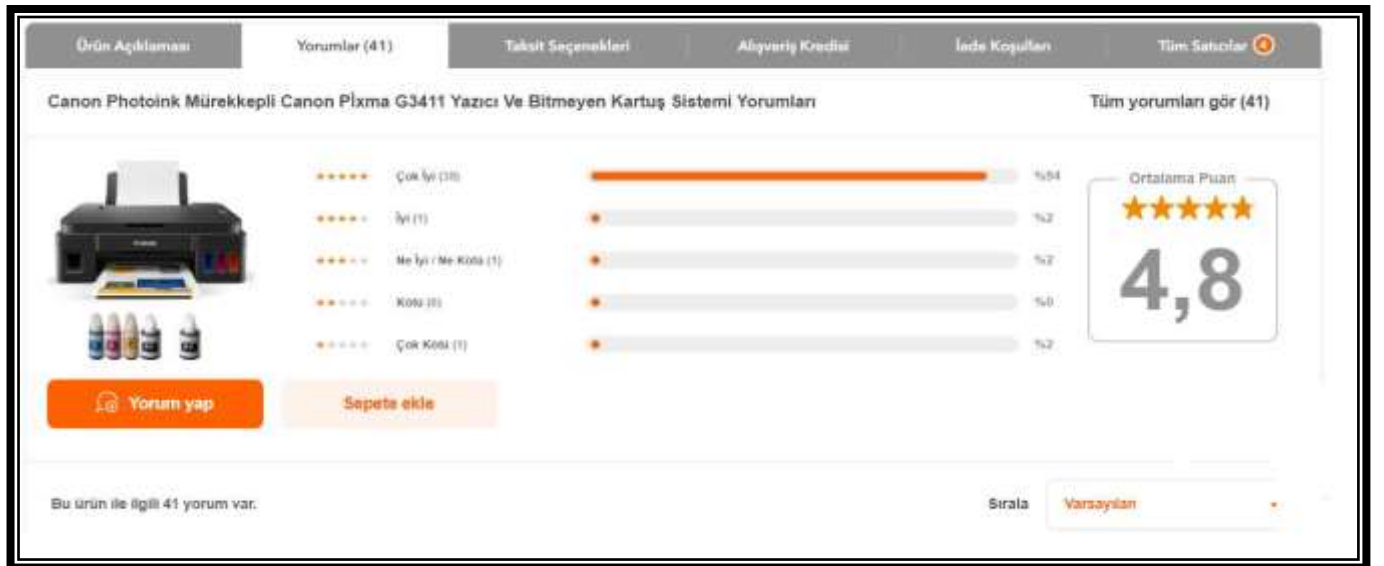 Ürün Açıklaması
Yorumlar (41)
Taksit Seçenekleri
Alışveriş Kredisi
İade Koşulları
Tüm Satıcılar 4
Canon Photoink Mürekkepli Canon Pİxma G3411 Yazıcı Ve Bitmeyen Kartuş Sistemi Yorumları
Tüm yorumları gör (41)
Çok İyi (38)
%94
İyi (1)
%2
Ne İyi / Ne Kötü (1)
%2
Kötü (0)
%0
Çok Kötü (1)
%2
Ortalama Puan
4,8
Yorum yap
Sepete ekle
Bu ürün ile ilgili 41 yorum var.
Sırala
Varsayılan